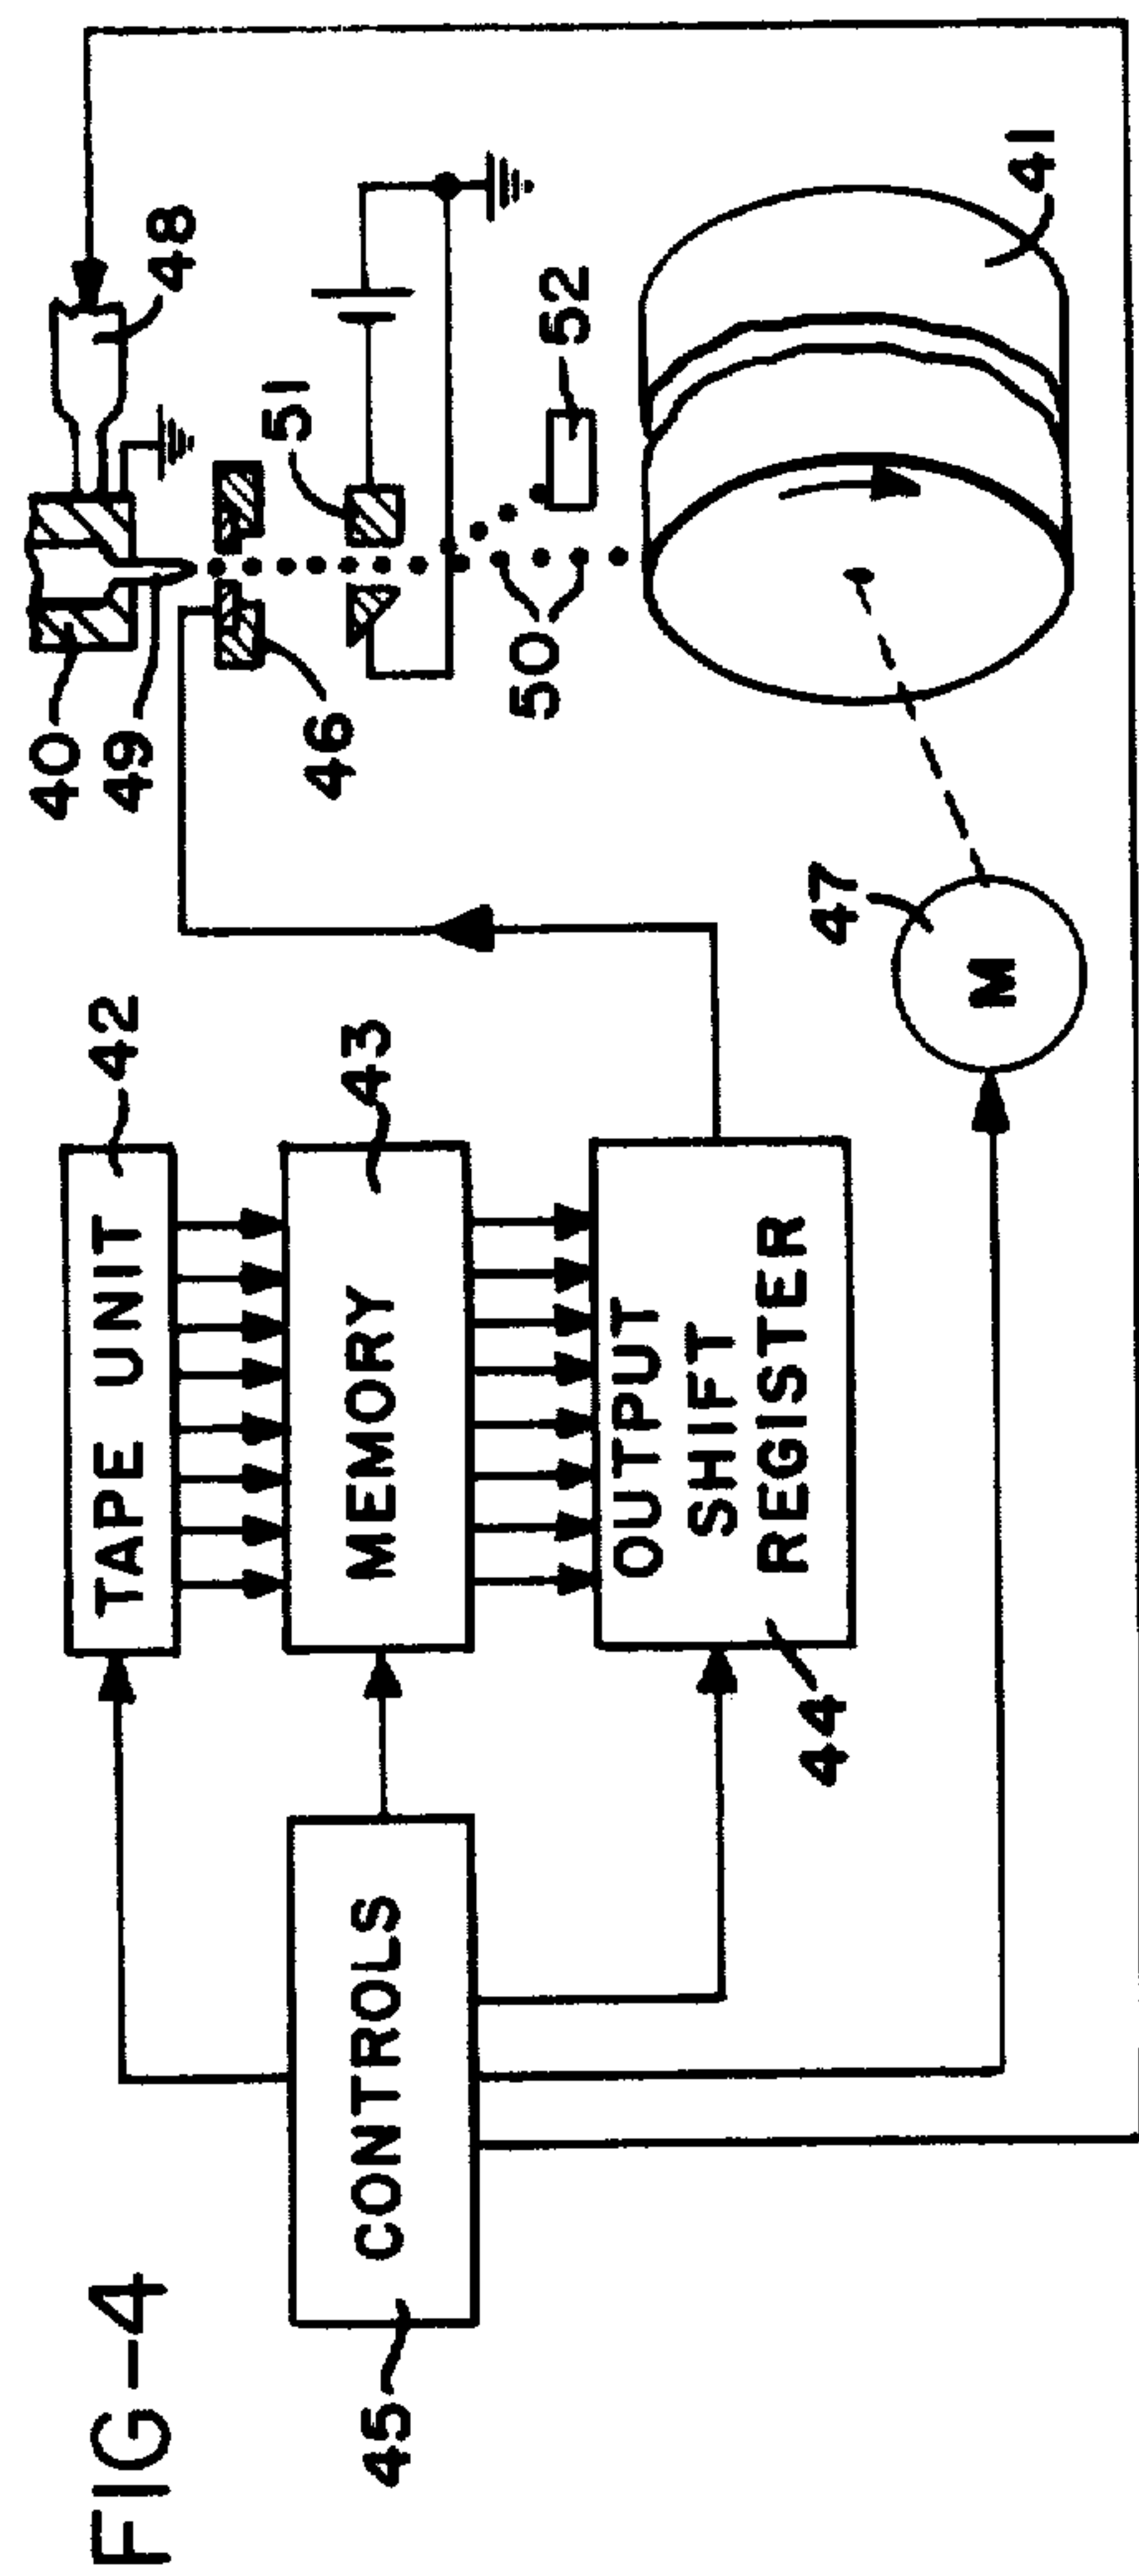 FIG-4
45
CONTROLS
TAPE UNIT
42
MEMORY
43
OUTPUT
SHIFT
REGISTER
44
40
49
48
46
51
50
52
41
47
M